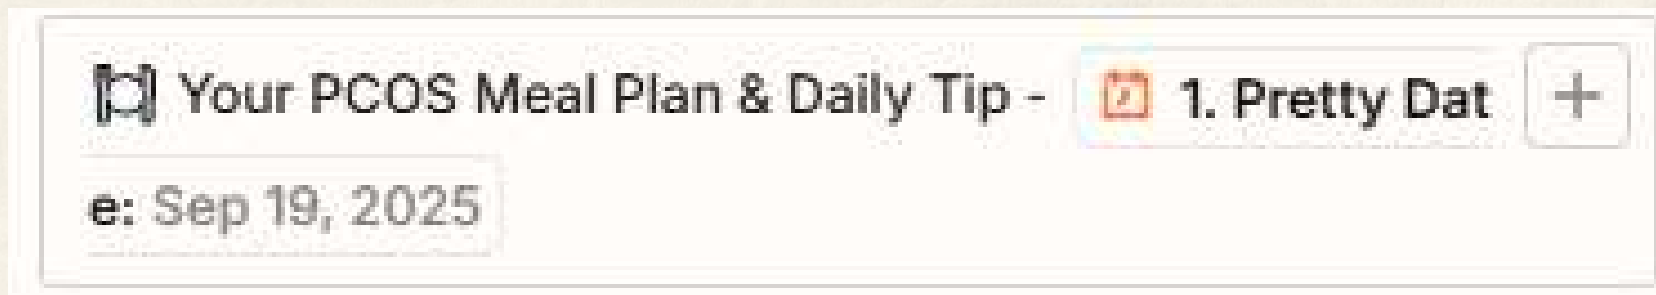 Your PCOS Meal Plan & Daily Tip - 1. Pretty Dat
e: Sep 19, 2025